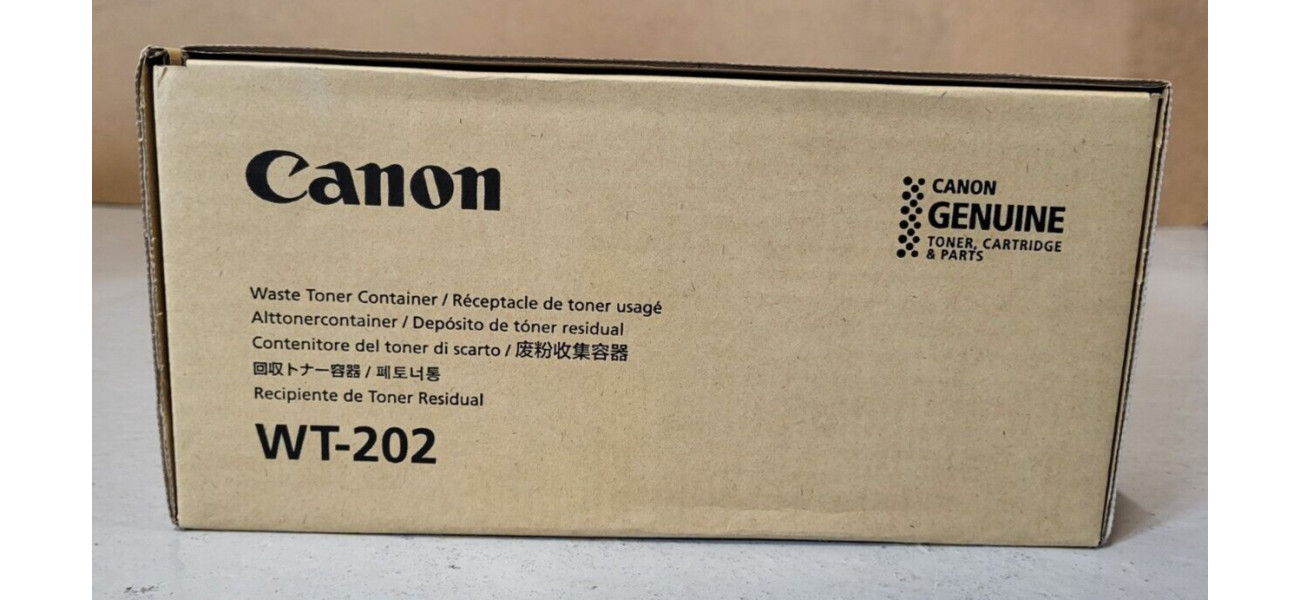 Canon
CANON
GENUINE
TONER, CARTRIDGE
& PARTS
Waste Toner Container / Réceptacle de toner usagé
Alttonercontainer / Depósito de tóner residual
Contenitore del toner di scarto / 废粉收集容器
回収トナー容器 / 폐토너통
Recipiente de Toner Residual
WT-202